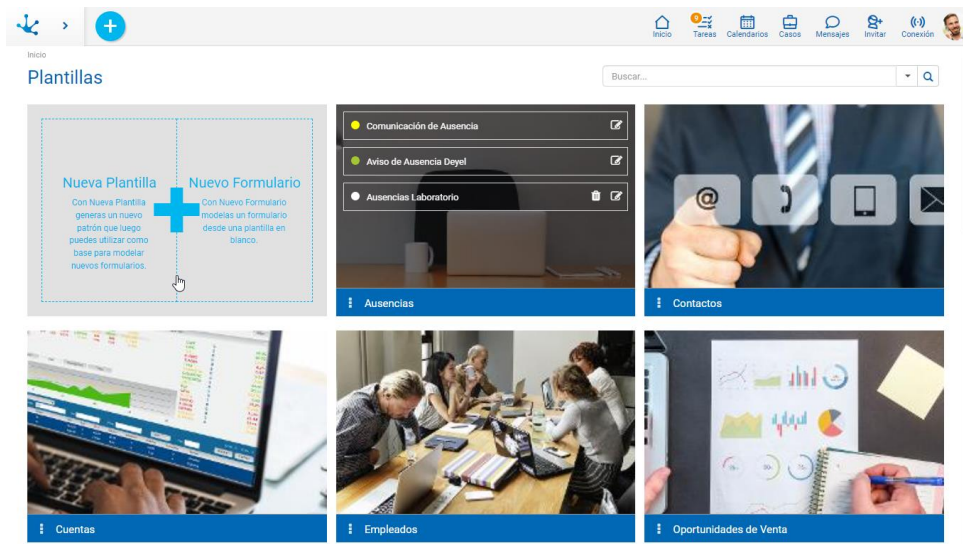 9
Inicio
Tareas
Calendarios
Casos
Mensajes
Invitar
Conexión
Inicio
Plantillas
Buscar...
Nueva Plantilla
Con Nueva Plantilla
generas un nuevo
patrón que luego
puedes utilizar como
base para modelar
nuevos formularios.
Nuevo Formulario
Con Nuevo Formulario
modelas un formulario
desde una plantilla en
blanco.
Comunicación de Ausencia
Aviso de Ausencia Deyel
Ausencias Laboratorio
Ausencias
@
Contactos
Cuentas
Empleados
Oportunidades de Venta